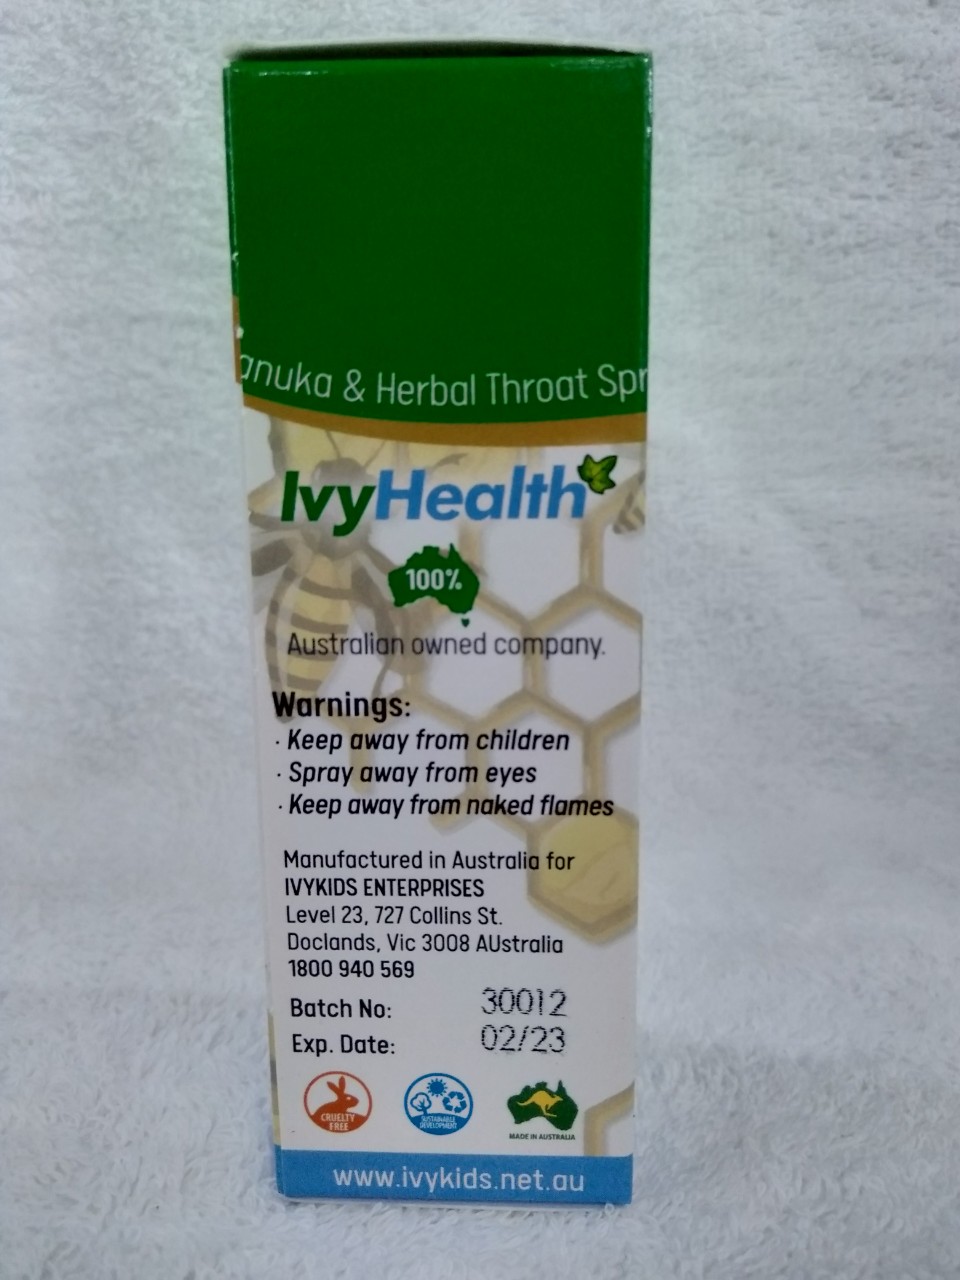 anuka & Herbal Throat Spr
IvyHealth
100%
Australian owned company.
Warnings:
· Keep away from children
· Spray away from eyes
· Keep away from naked flames
Manufactured in Australia for
IVYKIDS ENTERPRISES
Level 23, 727 Collins St.
Doclands, Vic 3008 AUstralia
1800 940 569
Batch No: 30012
Exp. Date: 02/23
CRUELTY
FREE
SUSTAINABLE
DEVELOPMENT
MADE IN AUSTRALIA
www.ivykids.net.au